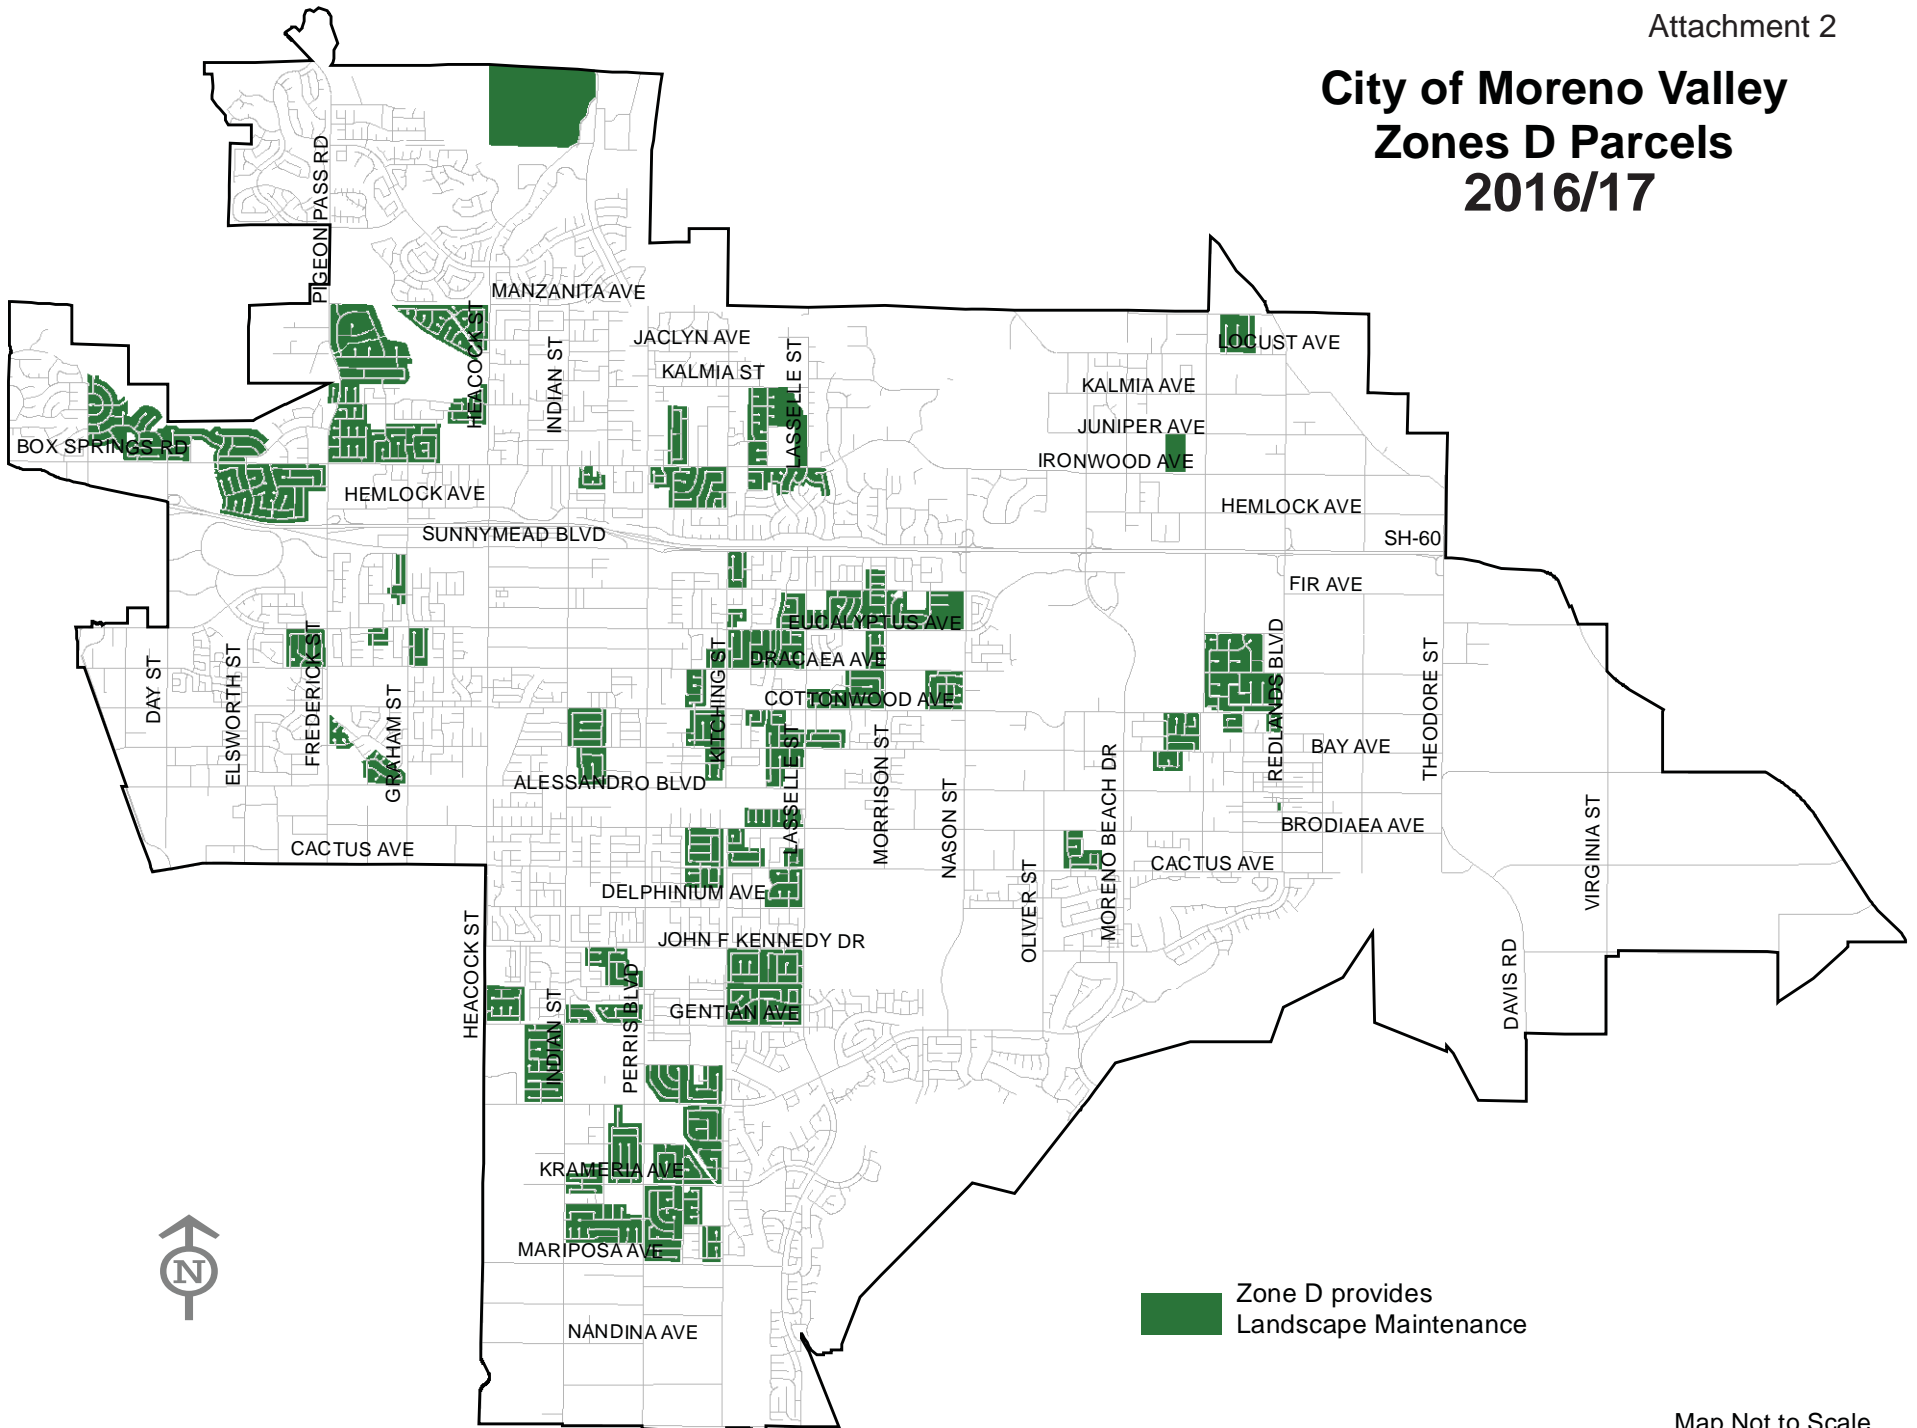 Attachment 2
City of Moreno Valley
Zones D Parcels
2016/17
PIGEON PASS RD
MANZANITA AVE
HEACOCK ST
INDIAN ST
JACLYN AVE
KALMIA ST
LASSELLE ST
LOCUST AVE
KALMIA AVE
JUNIPER AVE
IRONWOOD AVE
BOX SPRINGS RD
HEMLOCK AVE
HEMLOCK AVE
SUNNYMEAD BLVD
SH-60
FIR AVE
EUCALYPTUS AVE
DRACAEA AVE
COTTONWOOD AVE
DAY ST
ELSWORTH ST
FREDERICK ST
GRAHAM ST
KITCHING ST
LASSELLE ST
MORRISON ST
NASON ST
MORENO BEACH DR
REDLANDS BLVD
THEODORE ST
BAY AVE
ALESSANDRO BLVD
BRODIAEA AVE
CACTUS AVE
CACTUS AVE
DELPHINIUM AVE
OLIVER ST
VIRGINIA ST
JOHN F KENNEDY DR
HEACOCK ST
INDIAN ST
PERRIS BLVD
GENTIAN AVE
DAVIS RD
KRAMERIA AVE
MARIPOSA AVE
NANDINA AVE
N
Zone D provides
Landscape Maintenance
Map Not to Scale